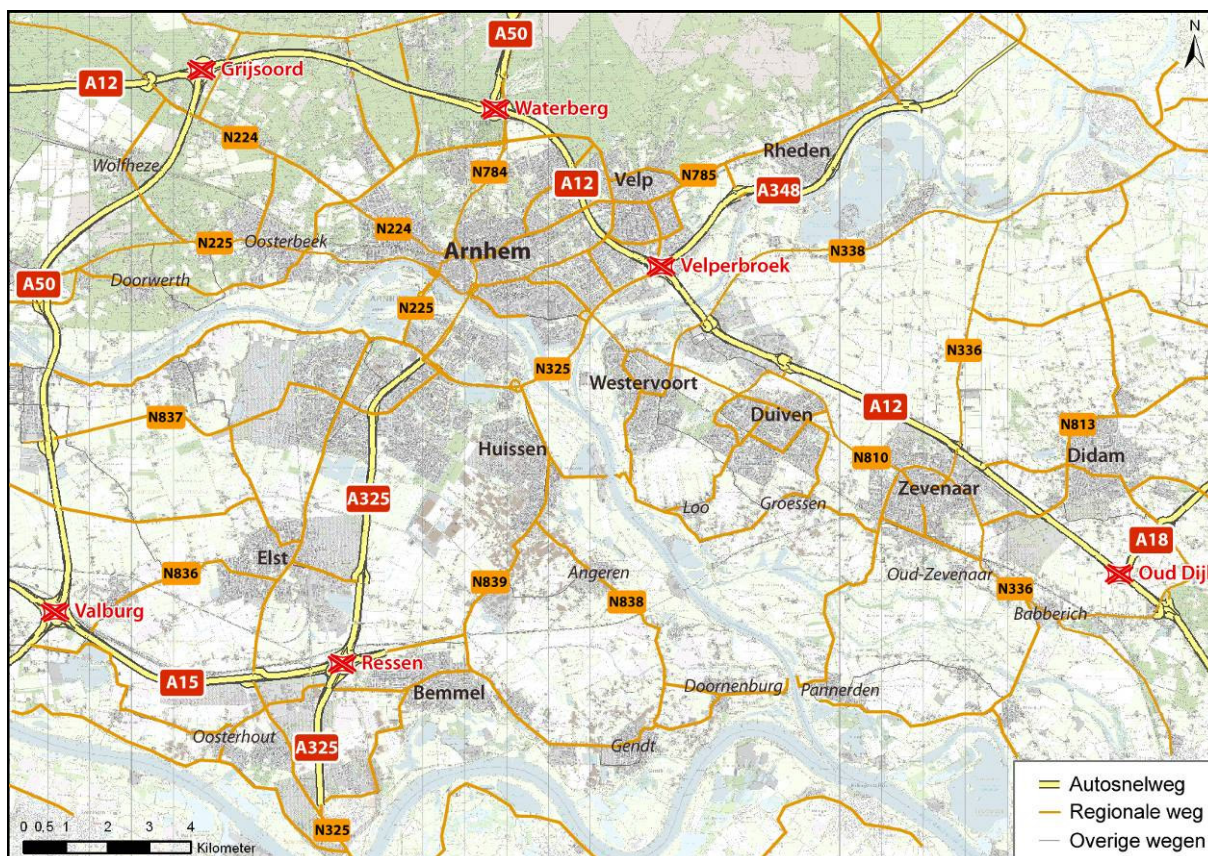 A50
N
A12
Grijsoord
Waterberg
N224
Wolfheze
N784
A12
Velp
N785
Rheden
A348
N224
N225
Oosterbeek
Arnhem
N338
Velperbroek
A50
Doorwerth
N225
N336
N325
Westervoort
A12
N837
Duiven
N813
Huissen
N810
Didam
Zevenaar
A325
Loo
Groessen
A18
Elst
N836
N839
Angeren
Oud-Zevenaar
N336
Oud Dijk
Valburg
N838
Babberich
Ressen
A15
Bemmel
Doornenburg
Pannerden
Oosterhout
A325
Gendt
N325
Autosnelweg
Regionale weg
Overige wegen
0 0,5 1 2 3 4
Kilometer